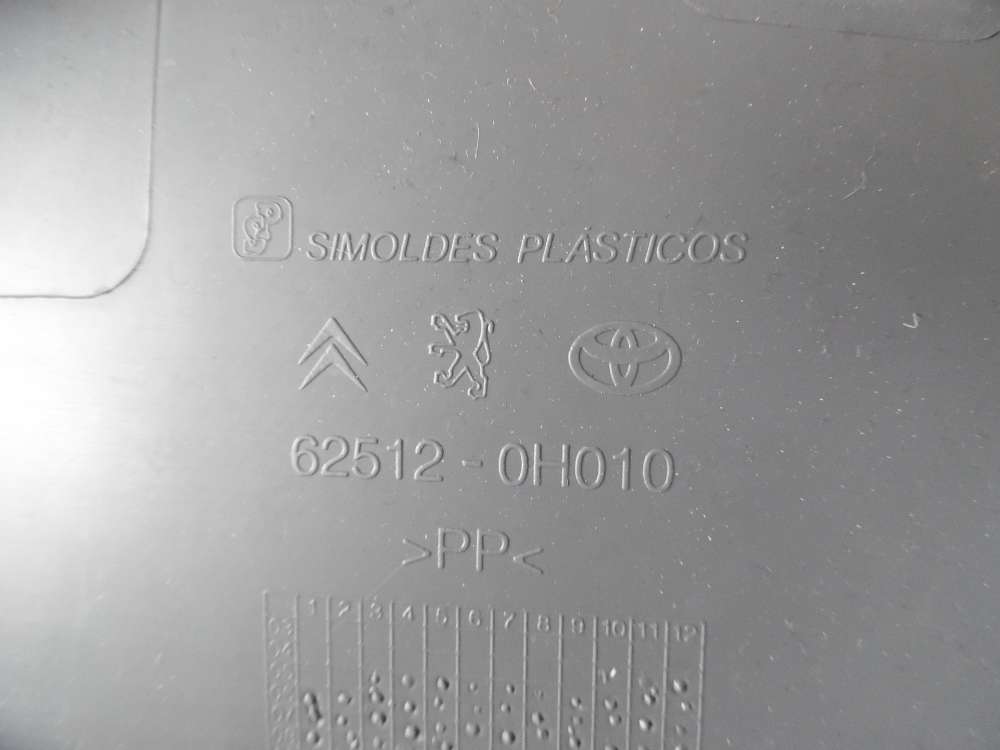 SIMOLDES PLÁSTICOS
62512-0H010
>PP<
1 2 3 4 5 6 7 8 9 10 11 12